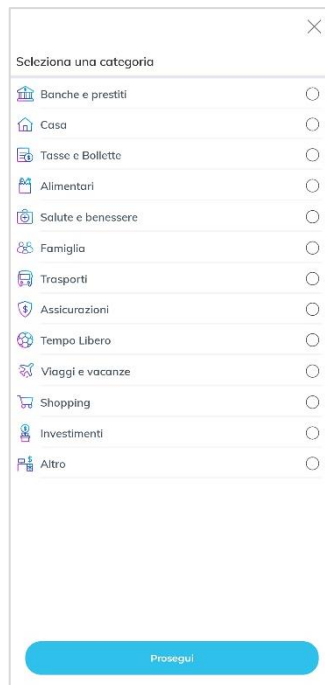 Seleziona una categoria
Banche e prestiti
Casa
Tasse e Bollette
Alimentari
Salute e benessere
Famiglia
Trasporti
Assicurazioni
Tempo Libero
Viaggi e vacanze
Shopping
Investimenti
Altro
Prosegui